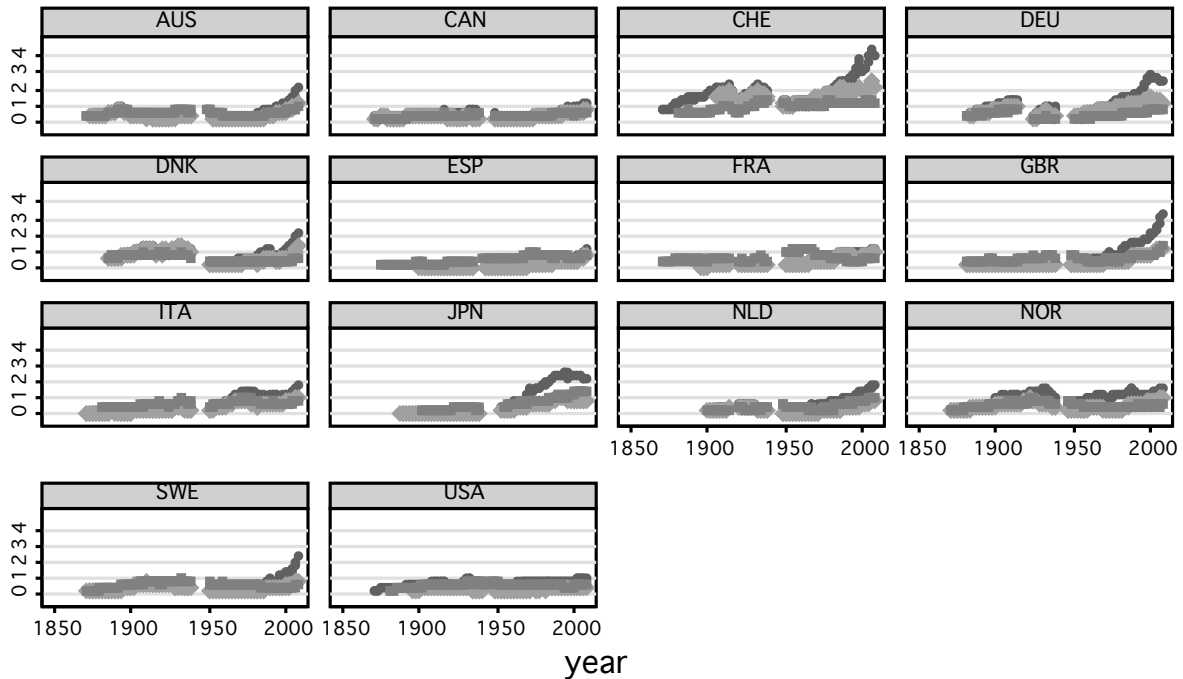 AUS CAN CHE DEU
0 1 2 3 4
DNK ESP FRA GBR
0 1 2 3 4
ITA JPN NLD NOR
0 1 2 3 4
1850 1900 1950 2000 1850 1900 1950 2000
SWE USA
0 1 2 3 4
1850 1900 1950 2000 1850 1900 1950 2000
year